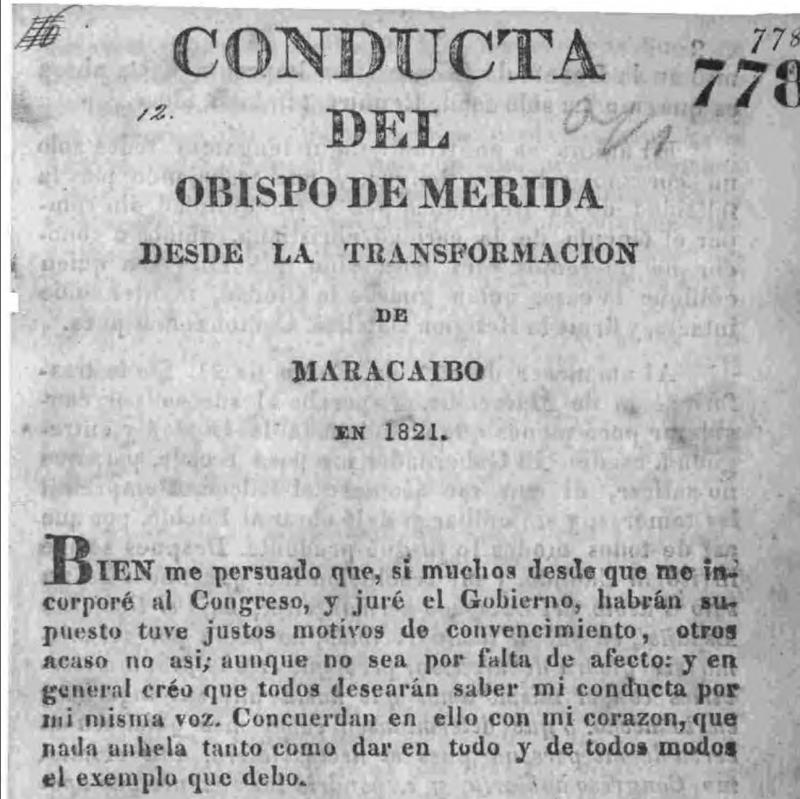 778
CONDUCTA
778
12.
DEL
OBISPO DE MERIDA
DESDE LA TRANSFORMACION
DE
MARACAIBO
EN 1821.
BIEN me persuado que, si muchos desde que me in-
corporé al Congreso, y juré el Gobierno, habrán su-
puesto tuve justos motivos de convencimiento, otros
acaso no asi; aunque no sea por falta de afecto: y en
general créo que todos desearán saber mi conducta por
mi misma voz. Concuerdan en ello con mi corazon, que
nada anhela tanto como dar en todo y de todos modos
el exemplo que debo.